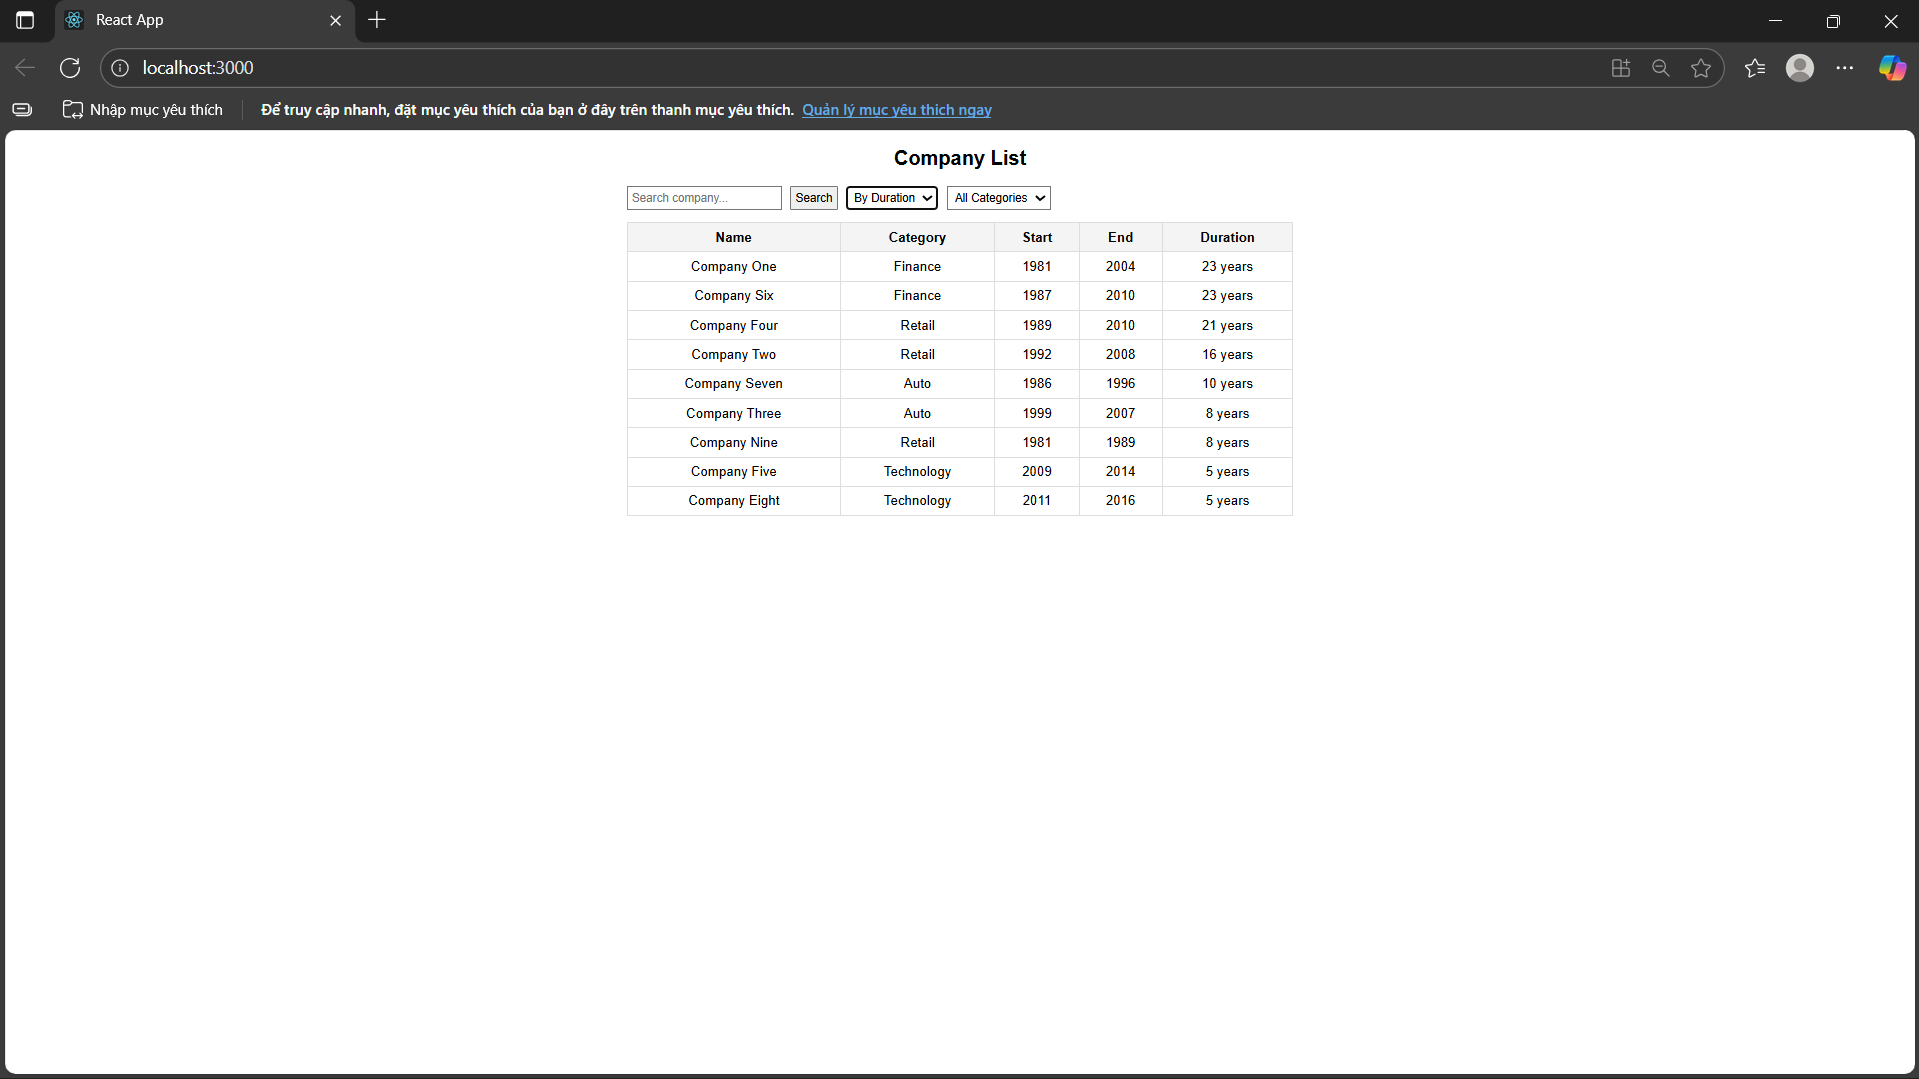 React App
localhost:3000
Nhập mục yêu thích Để truy cập nhanh, đặt mục yêu thích của bạn ở đây trên thanh mục yêu thích. Quản lý mục yêu thích ngay
Company List
Search company... Search By Duration All Categories
Name Category Start End Duration
Company One Finance 1981 2004 23 years
Company Six Finance 1987 2010 23 years
Company Four Retail 1989 2010 21 years
Company Two Retail 1992 2008 16 years
Company Seven Auto 1986 1996 10 years
Company Three Auto 1999 2007 8 years
Company Nine Retail 1981 1989 8 years
Company Five Technology 2009 2014 5 years
Company Eight Technology 2011 2016 5 years